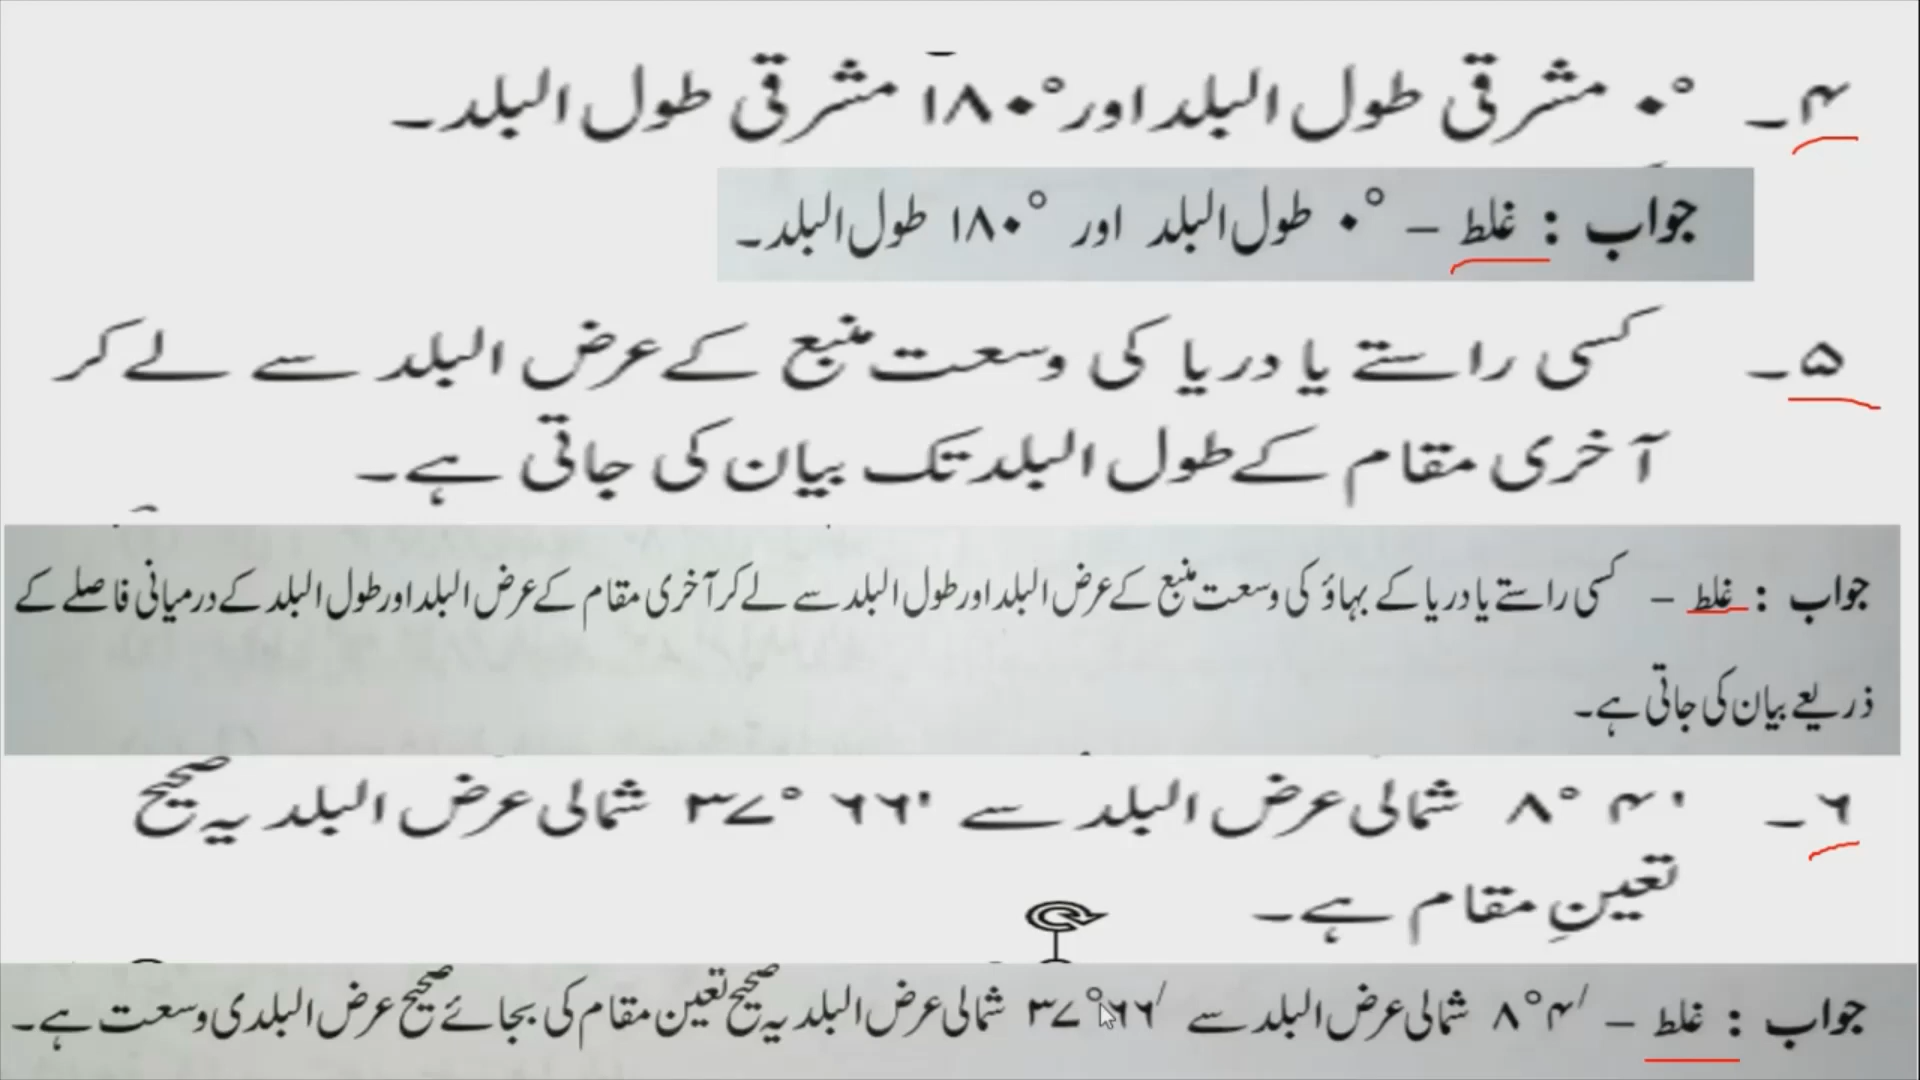 ۴۔ ۰° مشرقی طول البلد اور ۱۸۰° مشرقی طول البلد۔
جواب : غلط – ۰° طول البلد اور ۱۸۰° طول البلد۔
۵۔ کسی راستے یا دریا کی وسعت منبع کے عرض البلد سے لے کر
آخری مقام کے طول البلد تک بیان کی جاتی ہے۔
جواب : غلط – کسی راستے یا دریا کے بہاؤ کی وسعت منبع کے عرض البلد اور طول البلد سے لے کر آخری مقام کے عرض البلد اور طول البلد کے درمیانی فاصلے کے
ذریعے بیان کی جاتی ہے۔
۶۔ ۸° ۴' شمالی عرض البلد سے ۳۷° ۶۶' شمالی عرض البلد یہ صحیح
تعینِ مقام ہے۔
جواب : غلط – ۸°۴' شمالی عرض البلد سے ۳۷°۶۶' شمالی عرض البلد یہ صحیح تعین مقام کی بجائے صحیح عرض البلدی وسعت ہے۔